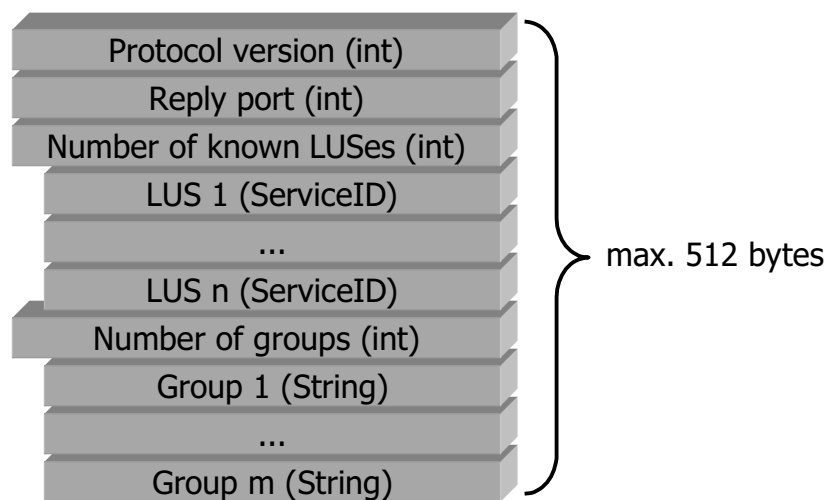 Protocol version (int)
Reply port (int)
Number of known LUSes (int)
LUS 1 (ServiceID)
...
LUS n (ServiceID)
Number of groups (int)
Group 1 (String)
...
Group m (String)
max. 512 bytes